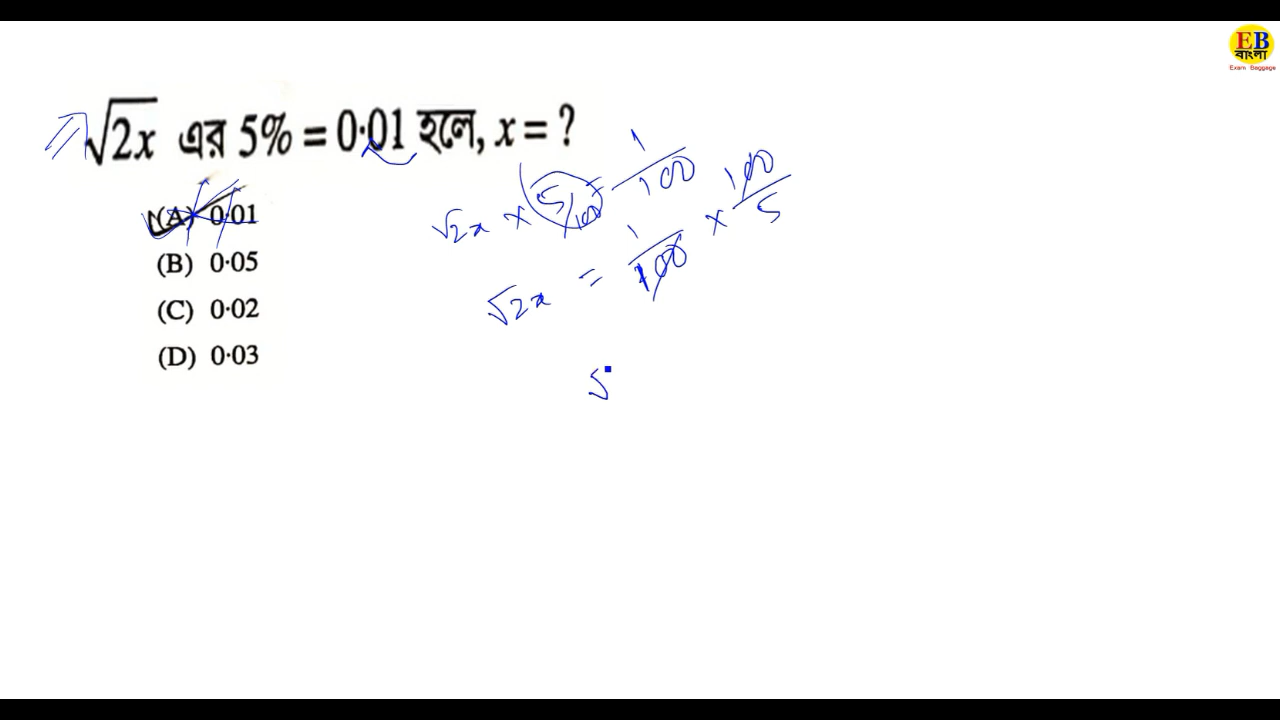 EB
বাংলা
Exam Baggage
√2x এর 5% = 0·01 হলে, x = ?
(A) 0·01
(B) 0·05
(C) 0·02
(D) 0·03
√2x × 5/100 = 1/100
√2x = 1/100 × 100/5